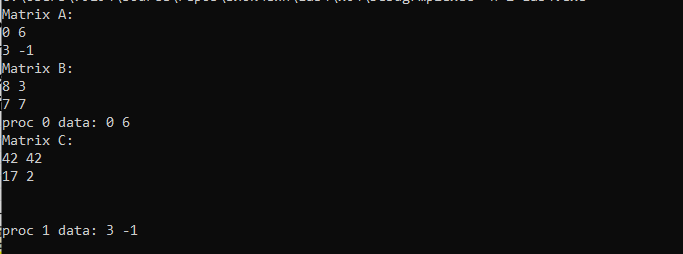 Matrix A:
0 6
3 -1
Matrix B:
8 3
7 7
proc 0 data: 0 6
Matrix C:
42 42
17 2
proc 1 data: 3 -1